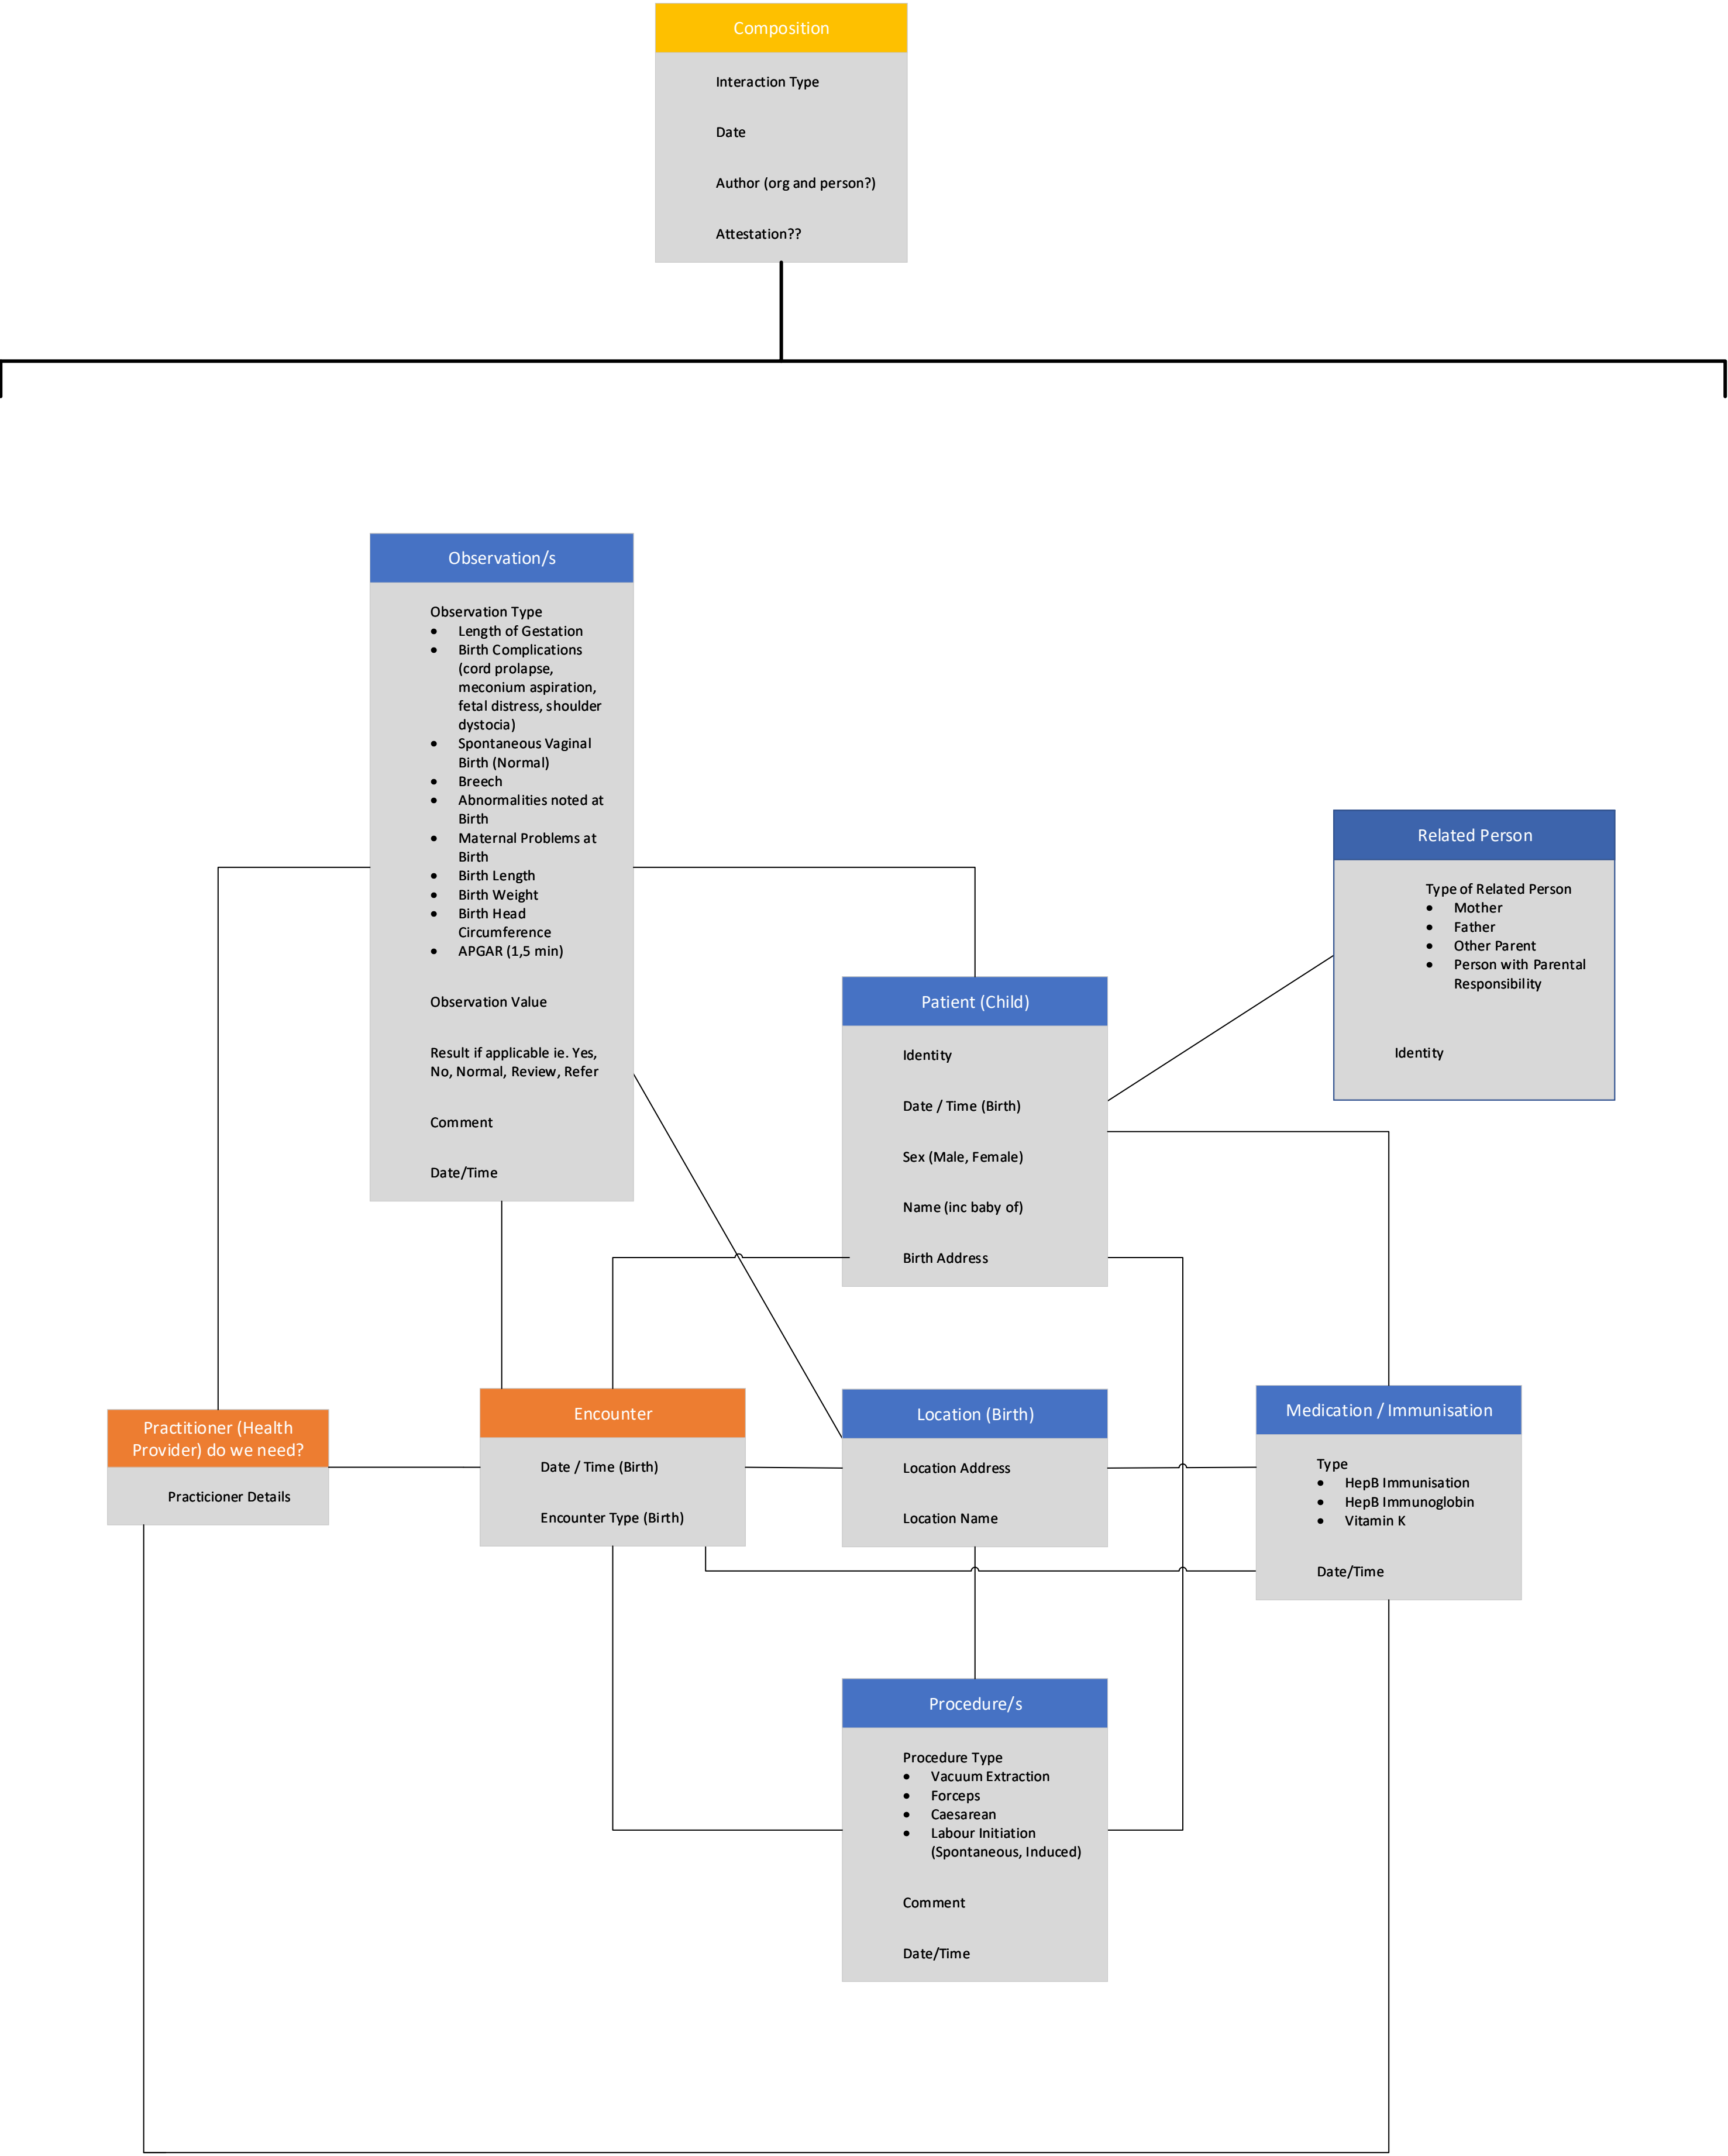 Composition
Interaction Type
Date
Author (org and person?)
Attestation??
Observation/s
Observation Type
• Length of Gestation
• Birth Complications
(cord prolapse,
meconium aspiration,
fetal distress, shoulder
dystocia)
• Spontaneous Vaginal
Birth (Normal)
• Breech
• Abnormalities noted at
Birth
• Maternal Problems at
Birth
• Birth Length
• Birth Weight
• Birth Head
Circumference
• APGAR (1,5 min)
Observation Value
Result if applicable ie. Yes,
No, Normal, Review, Refer
Comment
Date/Time
Related Person
Type of Related Person
• Mother
• Father
• Other Parent
• Person with Parental
Responsibility
Identity
Patient (Child)
Identity
Date / Time (Birth)
Sex (Male, Female)
Name (inc baby of)
Birth Address
Practitioner (Health
Provider) do we need?
Practicioner Details
Encounter
Date / Time (Birth)
Encounter Type (Birth)
Location (Birth)
Location Address
Location Name
Medication / Immunisation
Type
• HepB Immunisation
• HepB Immunoglobin
• Vitamin K
Date/Time
Procedure/s
Procedure Type
• Vacuum Extraction
• Forceps
• Caesarean
• Labour Initiation
(Spontaneous, Induced)
Comment
Date/Time